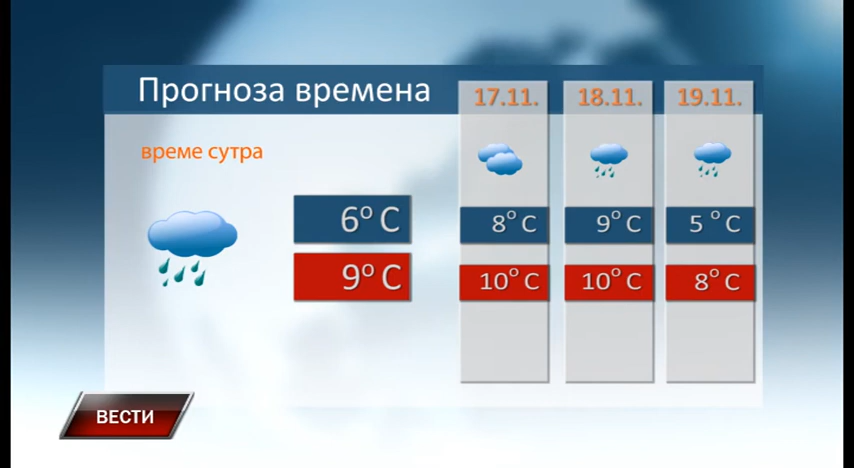 Прогноза времена
време сутра
6° C
9° C
17.11.
8° C
10° C
18.11.
9° C
10° C
19.11.
5 ° C
8° C
ВЕСТИ